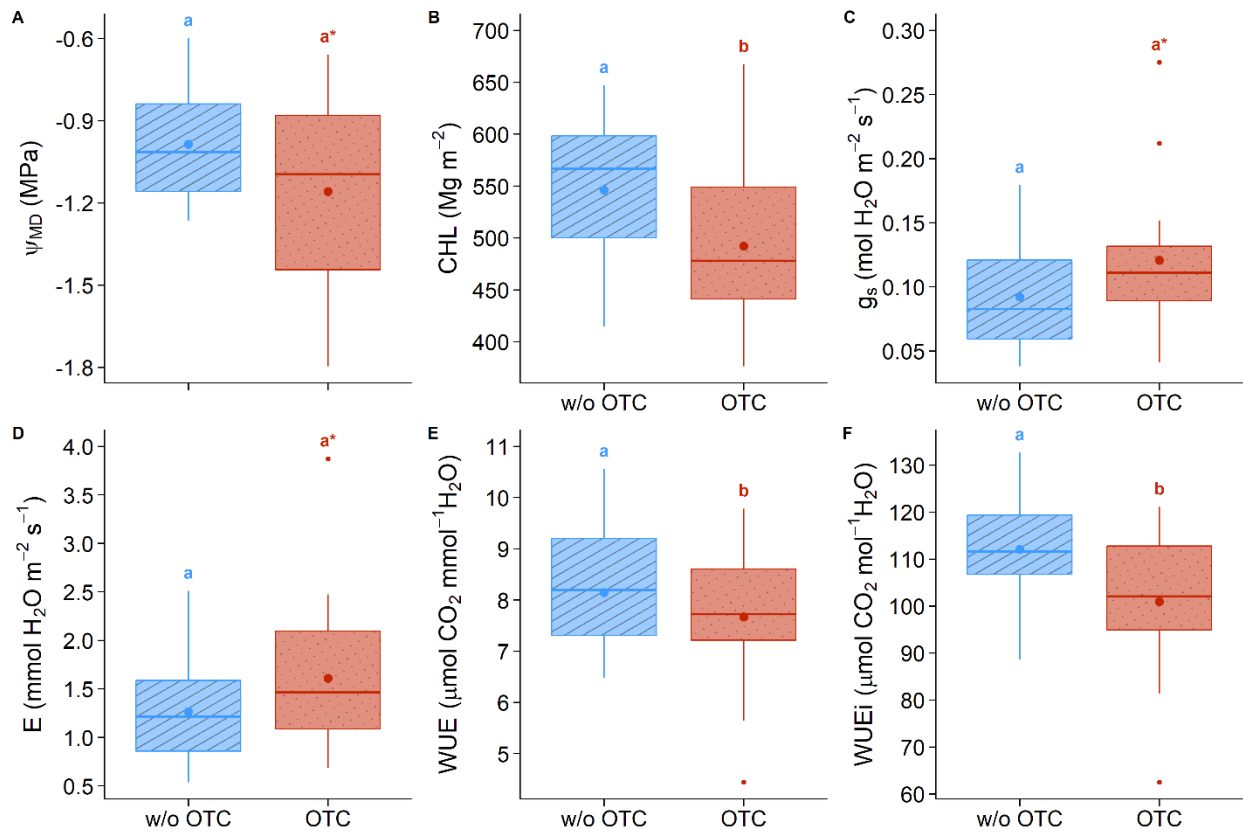 A
a
a*
-0.6
-0.9
-1.2
-1.5
-1.8
ΨMD (MPa)
B
a
b
700
650
600
550
500
450
400
CHL (Mg m⁻²)
w/o OTC
OTC
C
a
a*
0.30
0.25
0.20
0.15
0.10
0.05
gs (mol H₂O m⁻² s⁻¹)
w/o OTC
OTC
D
a
a*
4.0
3.5
3.0
2.5
2.0
1.5
1.0
0.5
E (mmol H₂O m⁻² s⁻¹)
w/o OTC
OTC
E
a
b
11
10
9
8
7
6
5
WUE (μmol CO₂ mmol⁻¹H₂O)
w/o OTC
OTC
F
a
b
130
120
110
100
90
80
70
60
WUEi (μmol CO₂ mol⁻¹H₂O)
w/o OTC
OTC